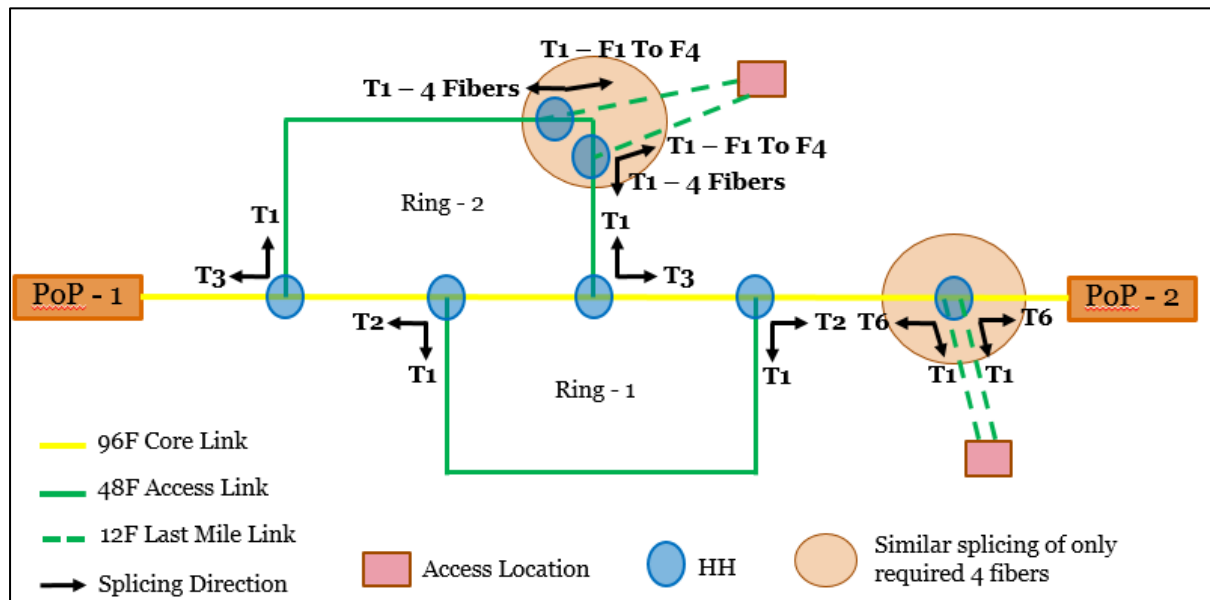 T1 – F1 To F4
T1 – 4 Fibers
T1 – F1 To F4
T1 – 4 Fibers
Ring - 2
T1
T1
T3
T3
PoP - 1
PoP - 2
T2
T2
T6
T6
T1
T1
T1
T1
Ring - 1
96F Core Link
48F Access Link
12F Last Mile Link
Splicing Direction
Access Location
HH
Similar splicing of only
required 4 fibers